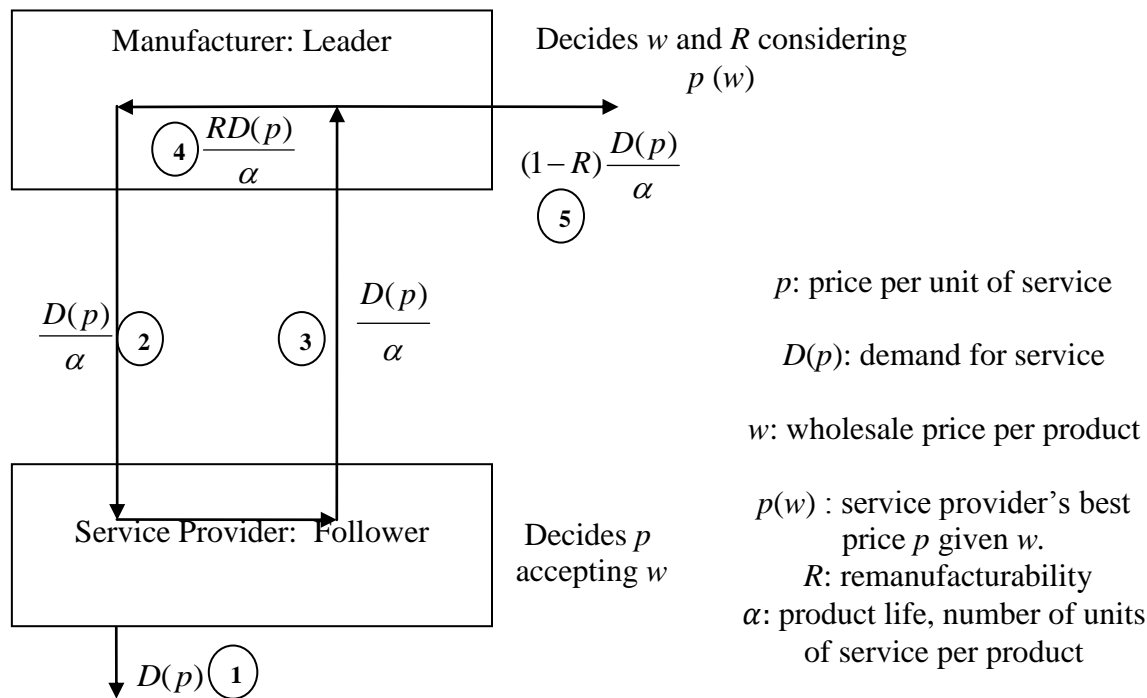 Manufacturer: Leader
Decides w and R considering
p (w)
4
RD(p)
α
(1−R) D(p)
α
5
D(p)
α
2
3
D(p)
α
p: price per unit of service
D(p): demand for service
w: wholesale price per product
p(w) : service provider’s best
price p given w.
R: remanufacturability
α: product life, number of units
of service per product
Service Provider:  Follower
Decides p
accepting w
D(p) 1